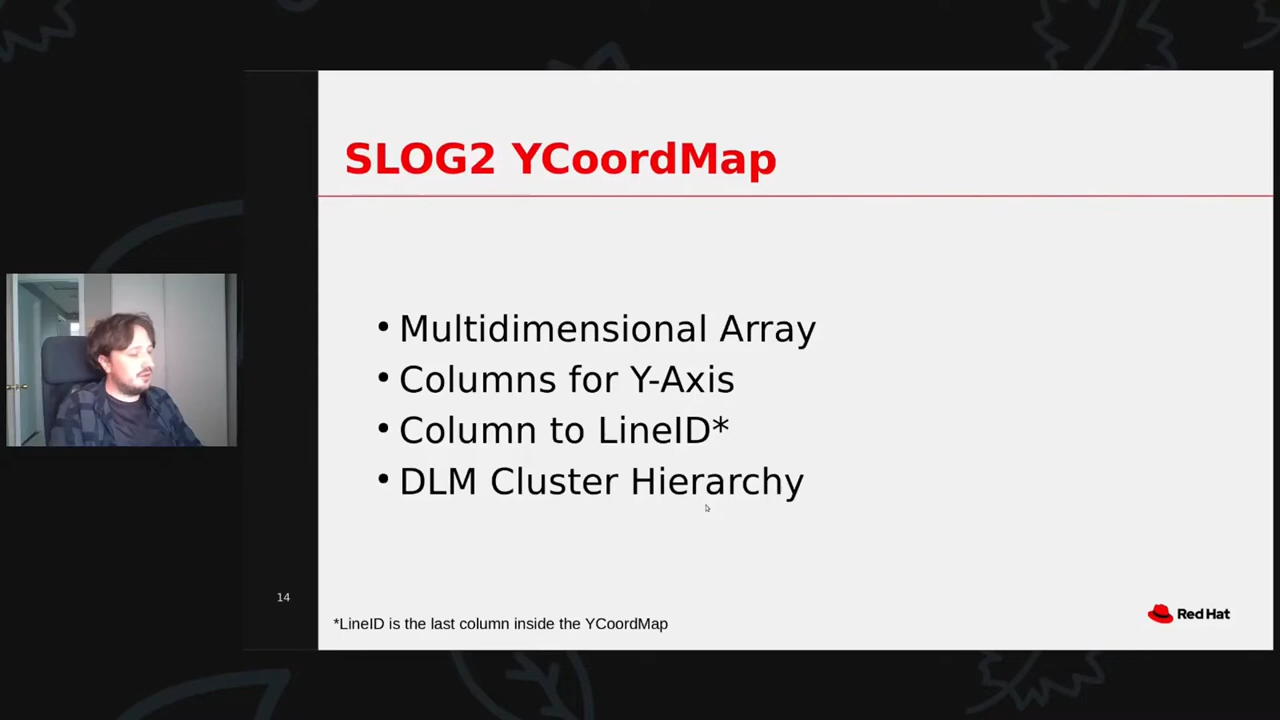 SLOG2 YCoordMap
• Multidimensional Array
• Columns for Y-Axis
• Column to LineID*
• DLM Cluster Hierarchy
14
*LineID is the last column inside the YCoordMap
Red Hat